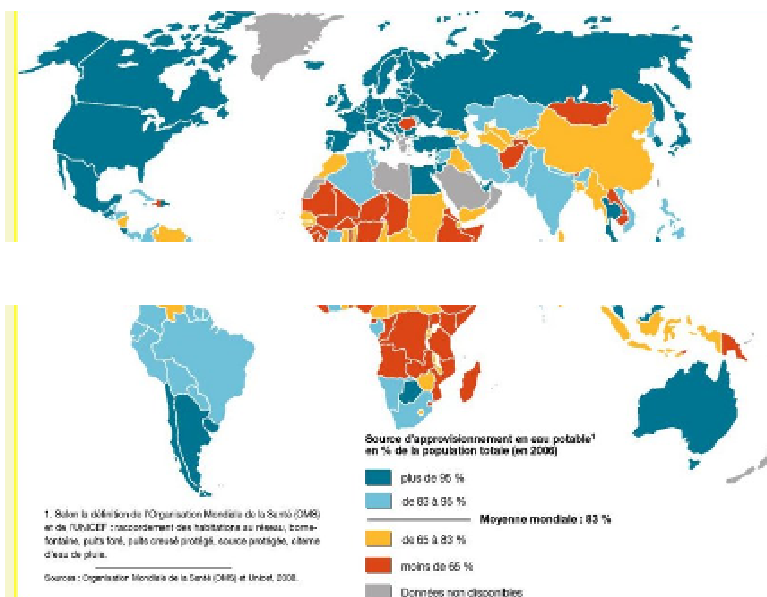 Source d'approvisionnement en eau potable¹
en % de la population totale (en 2006)
plus de 95 %
de 83 à 95 %
Moyenne mondiale : 83 %
de 65 à 83 %
moins de 65 %
Données non disponibles
1. Selon la définition de l'Organisation Mondiale de la Santé (OMS)
et de l'UNICEF : raccordement des habitations au réseau, borne-
fontaine, puits foré, puits creusé protégé, source protégée, citerne
d'eau de pluie.
Sources : Organisation Mondiale de la Santé (OMS) et Unicef, 2008.